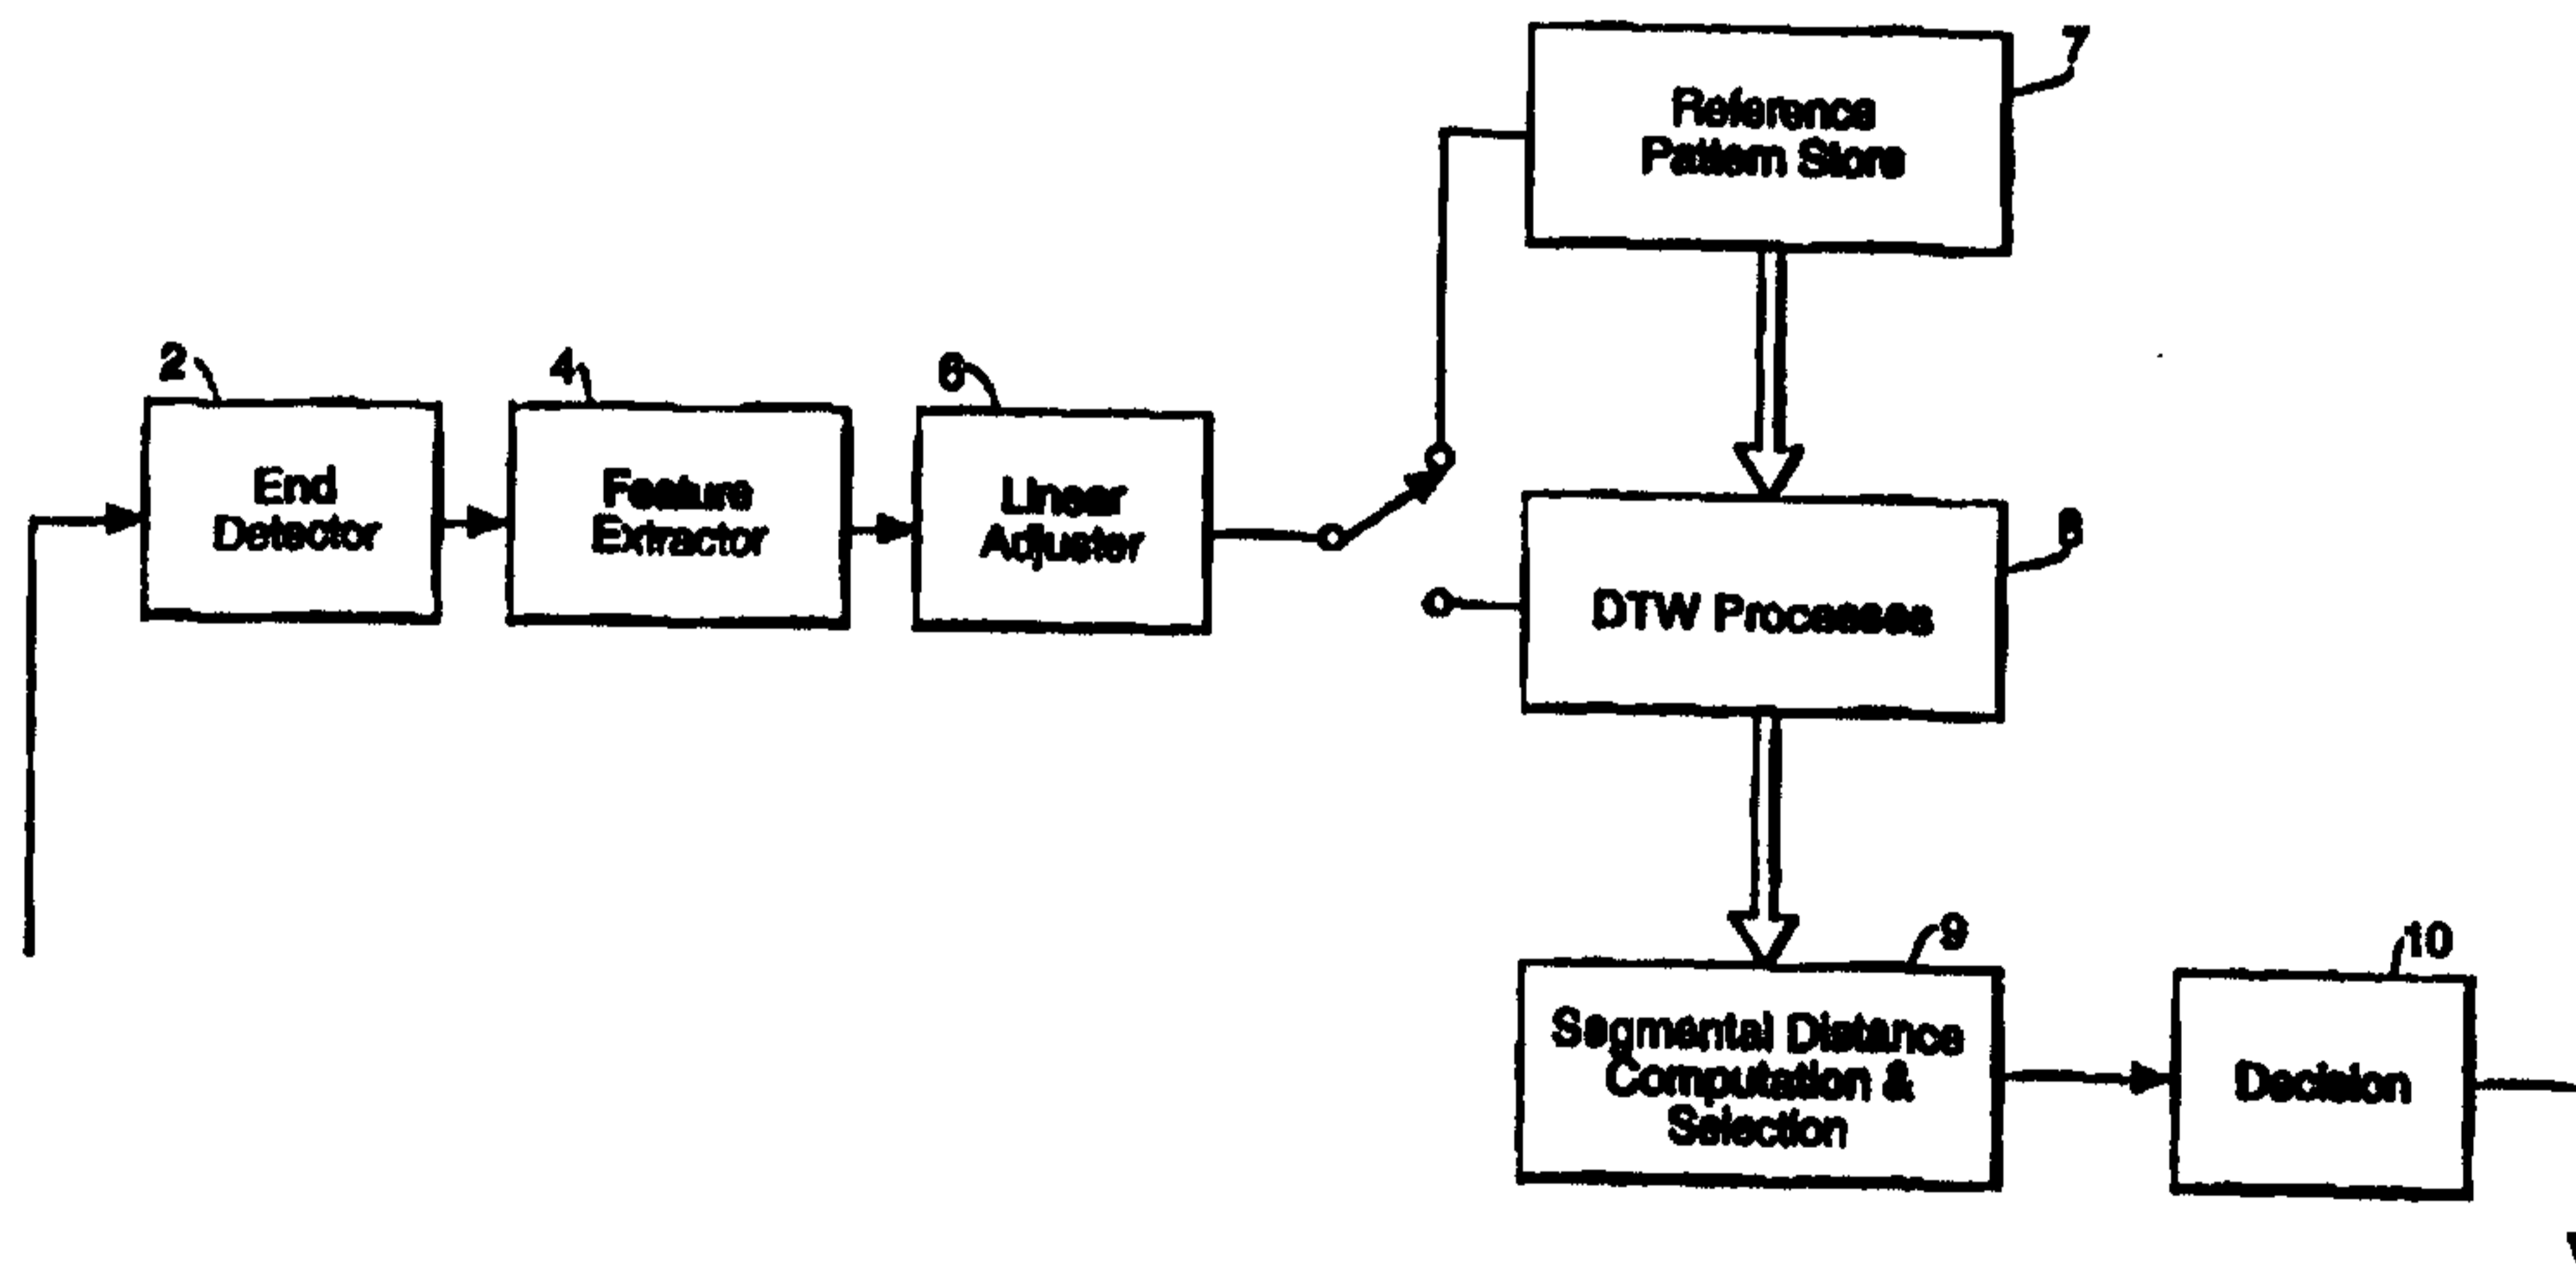 7
Reference
Pattern Store
2
4
6
End
Detector
Feature
Extractor
Linear
Adjuster
8
DTW Processes
9
10
Segmental Distance
Computation &
Selection
Decision